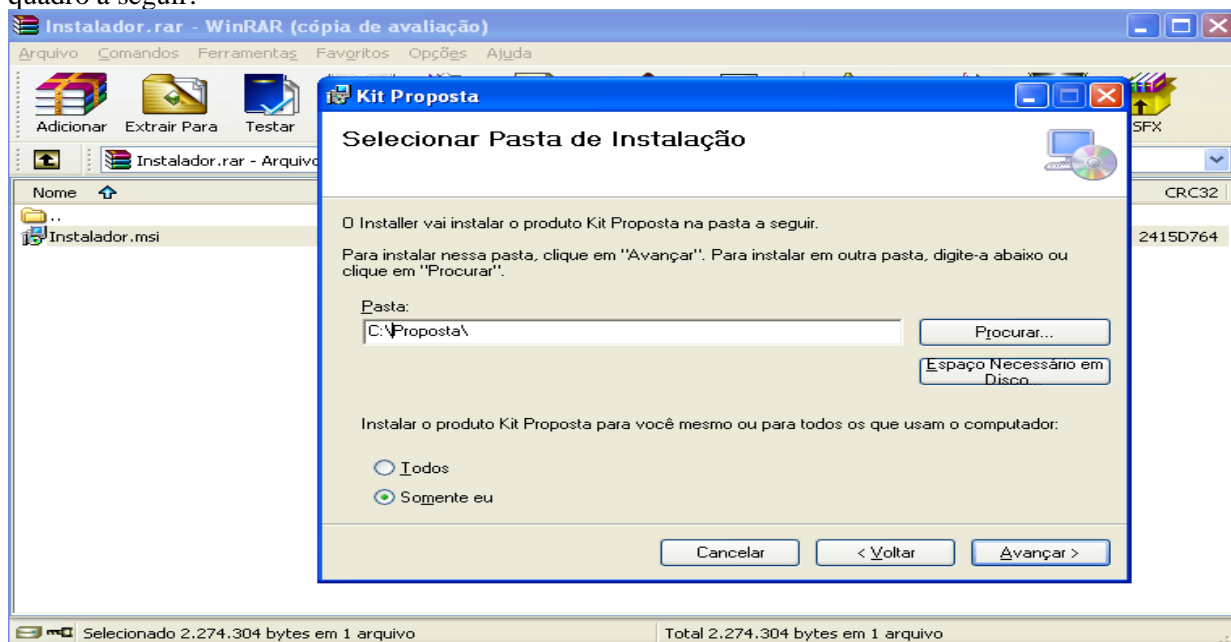 quadro a seguir:
Instalador.rar - WinRAR (cópia de avaliação)
Arquivo Comandos Ferramentas Favoritos Opções Ajuda
Adicionar Extrair Para Testar SFX
Instalador.rar - Arquivo
Nome CRC32
..
Instalador.msi 2415D764
Kit Proposta
Selecionar Pasta de Instalação
O Installer vai instalar o produto Kit Proposta na pasta a seguir.
Para instalar nessa pasta, clique em "Avançar". Para instalar em outra pasta, digite-a abaixo ou
clique em "Procurar".
Pasta:
C:\Proposta\
Procurar...
Espaço Necessário em
Disco...
Instalar o produto Kit Proposta para você mesmo ou para todos os que usam o computador:
Todos
Somente eu
Cancelar < Voltar Avançar >
Selecionado 2.274.304 bytes em 1 arquivo Total 2.274.304 bytes em 1 arquivo